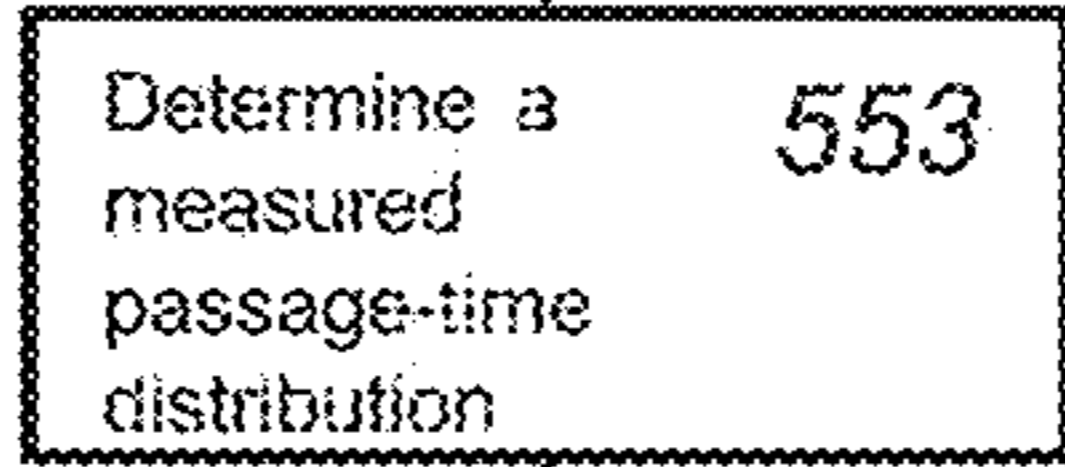 Determine a 553
measured
passage-time
distribution